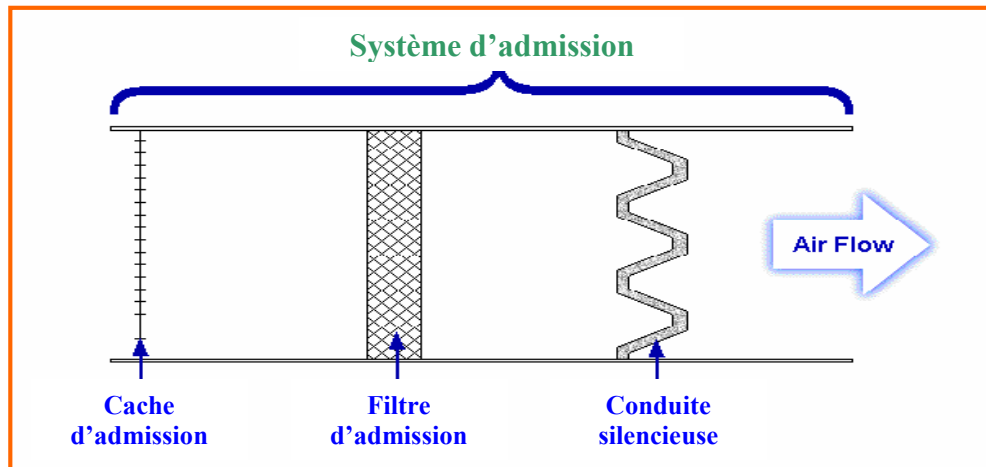 Système d’admission
Air Flow
Cache
d’admission
Filtre
d’admission
Conduite
silencieuse